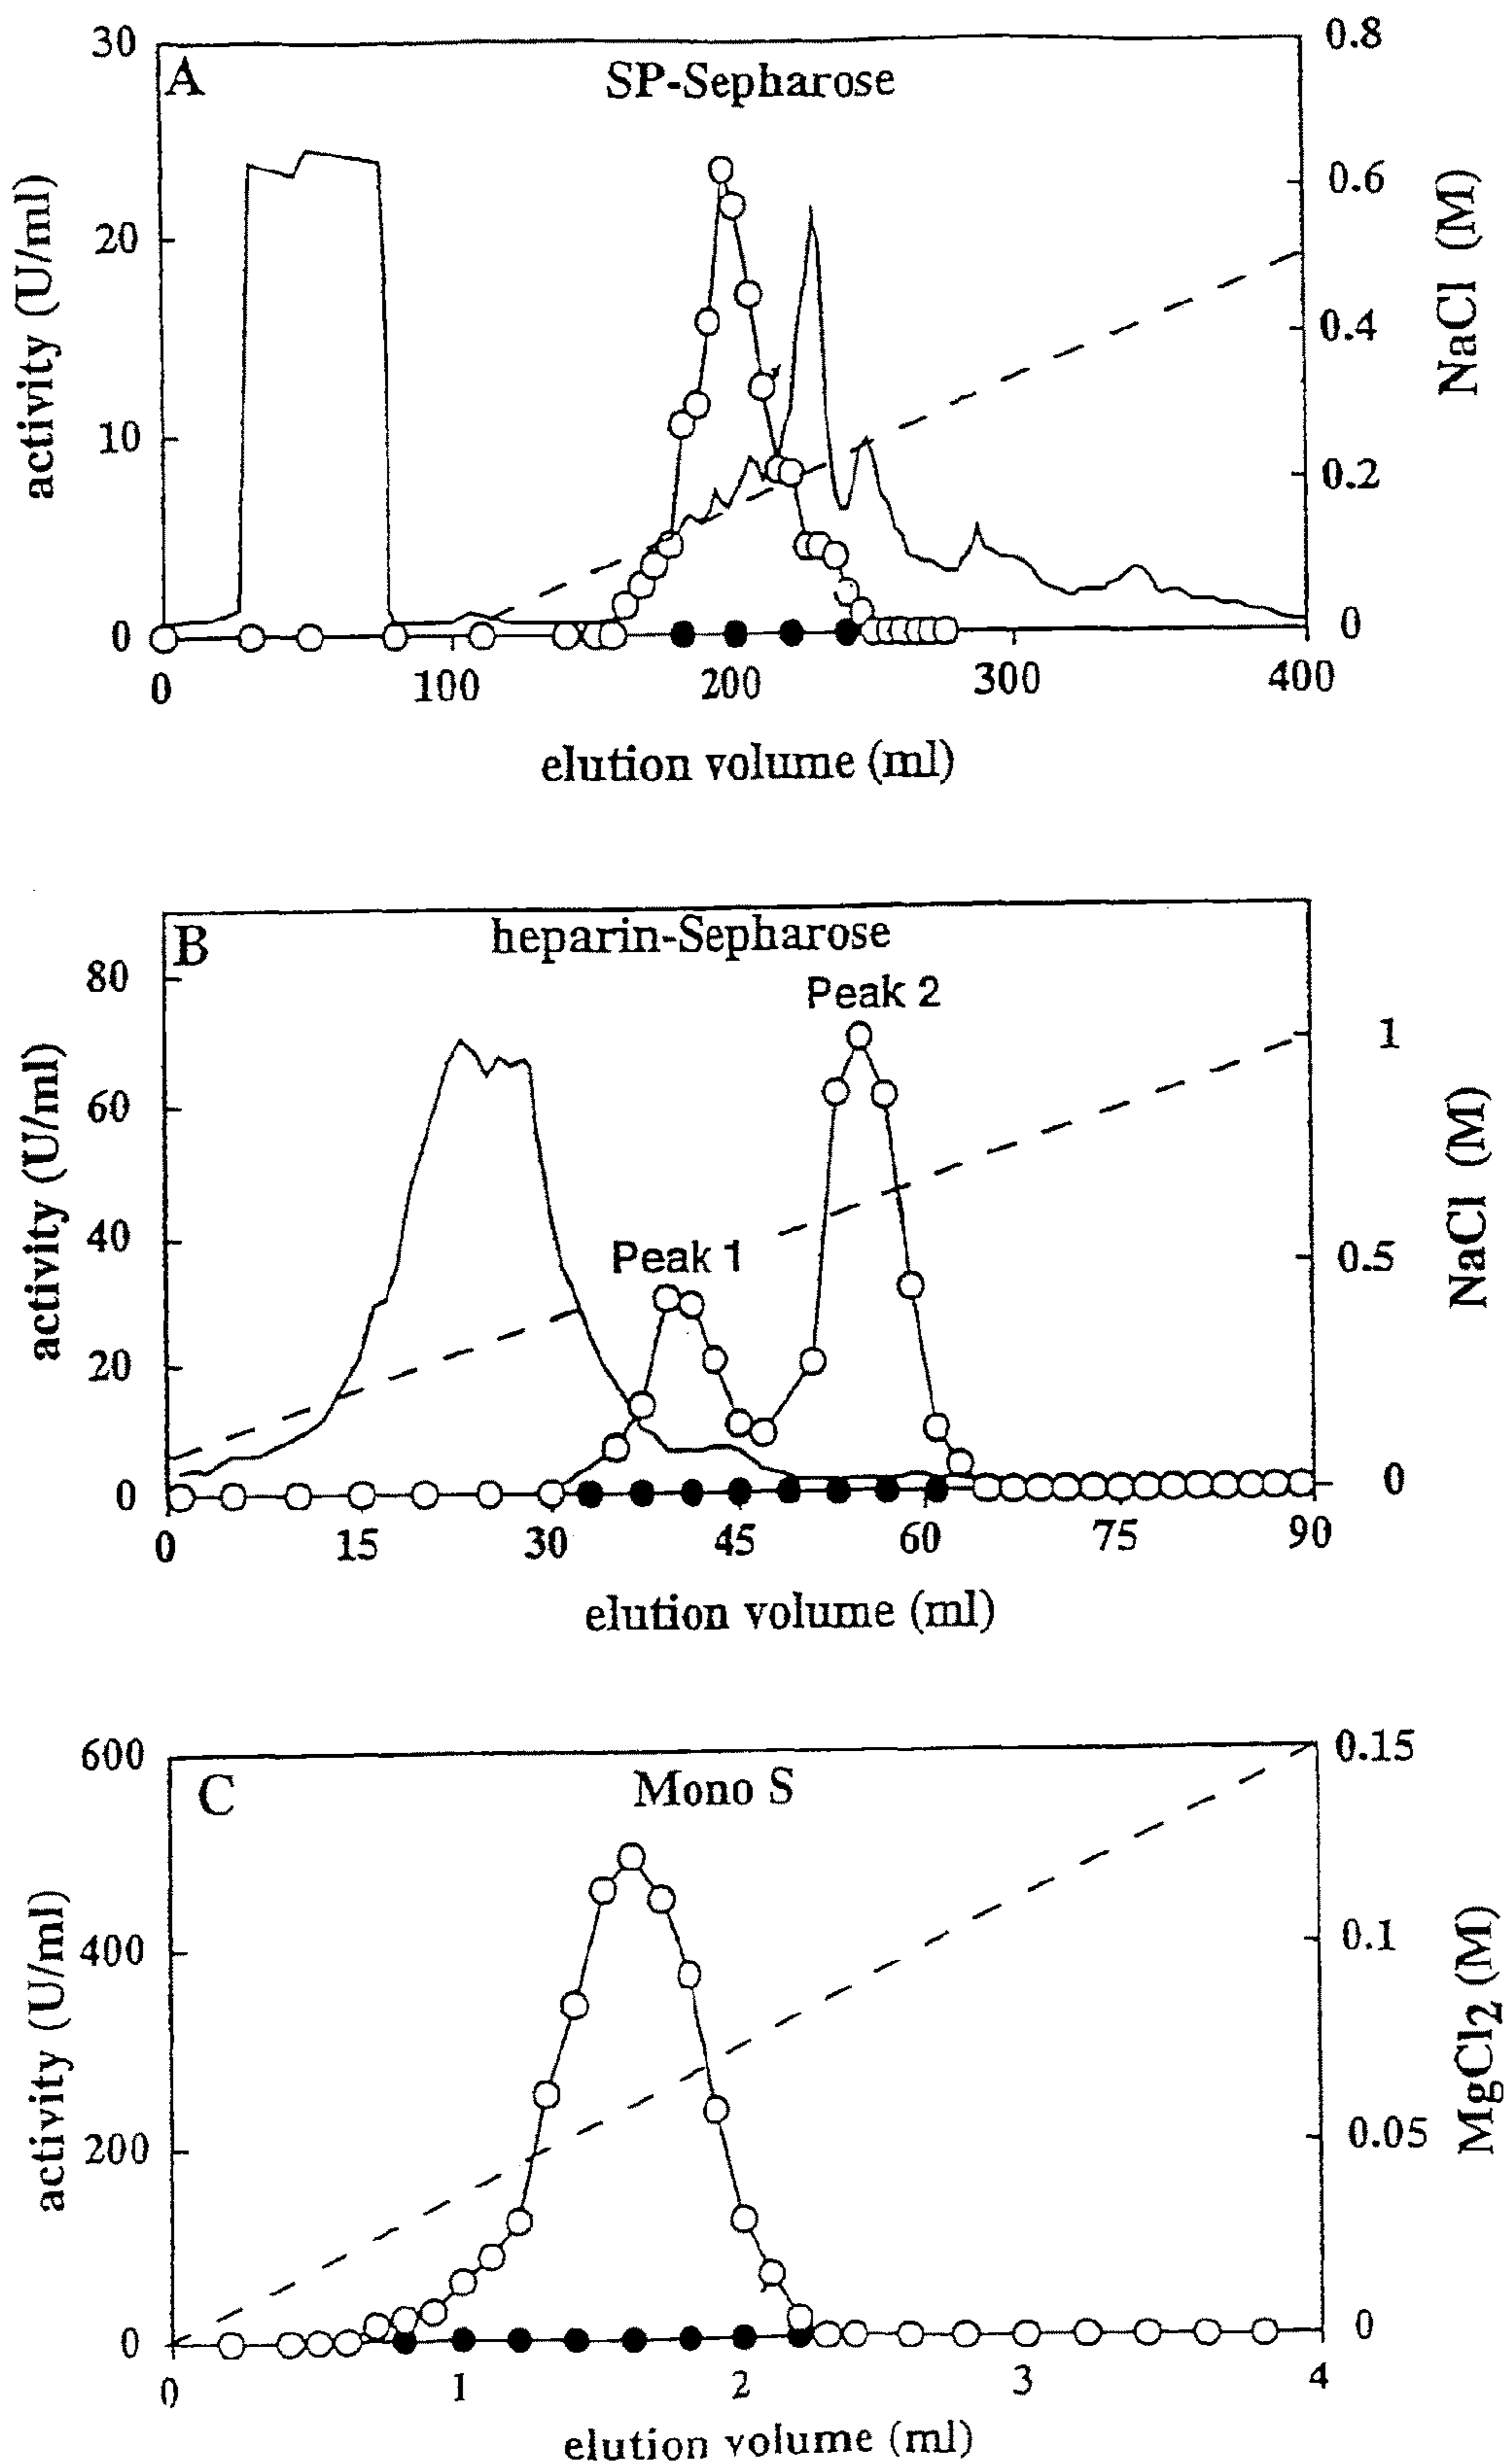 A
SP-Sepharose
activity (U/ml)
30
20
10
0
0.8
0.6
0.4
0.2
0
NaCl (M)
0 100 200 300 400
elution volume (ml)
B
heparin-Sepharose
Peak 1
Peak 2
activity (U/ml)
80
60
40
20
0
1
0.5
0
NaCl (M)
0 15 30 45 60 75 90
elution volume (ml)
C
Mono S
activity (U/ml)
600
400
200
0
0.15
0.1
0.05
0
MgCl2 (M)
0 1 2 3 4
elution volume (ml)